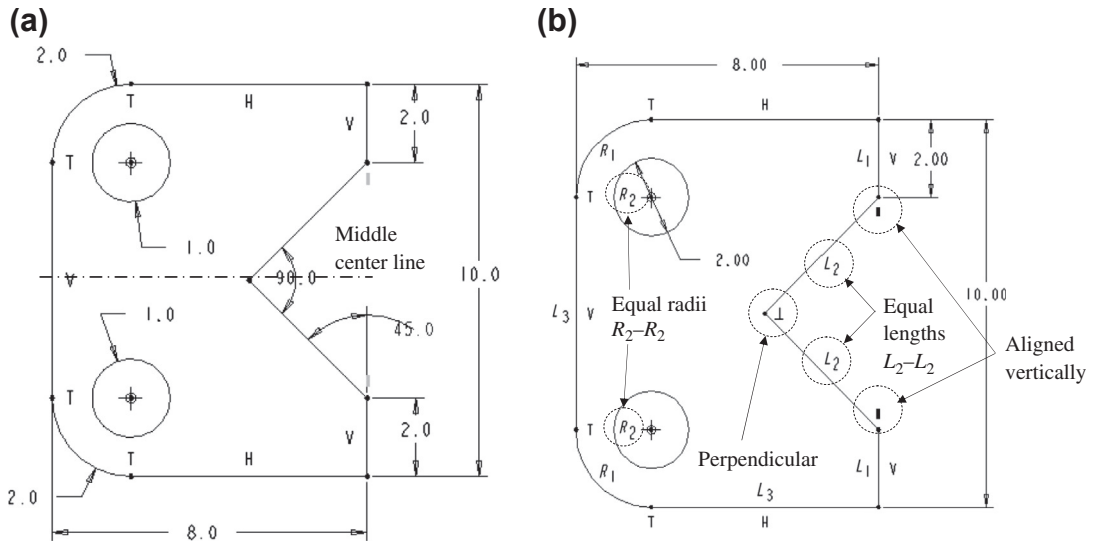 (a)
2.0
T
H
V
2.0
T
1.0
Middle
center line
V
90.0
10.0
1.0
45.0
T
V
2.0
T
H
2.0
8.0
(b)
8.00
T
H
R1
L1
V
2.00
T
R2
2.00
L2
10.00
Equal radii
R2–R2
L3
V
⊥
Equal
lengths
L2–L2
Aligned
vertically
L2
T
R2
Perpendicular
R1
L1
V
L3
T
H